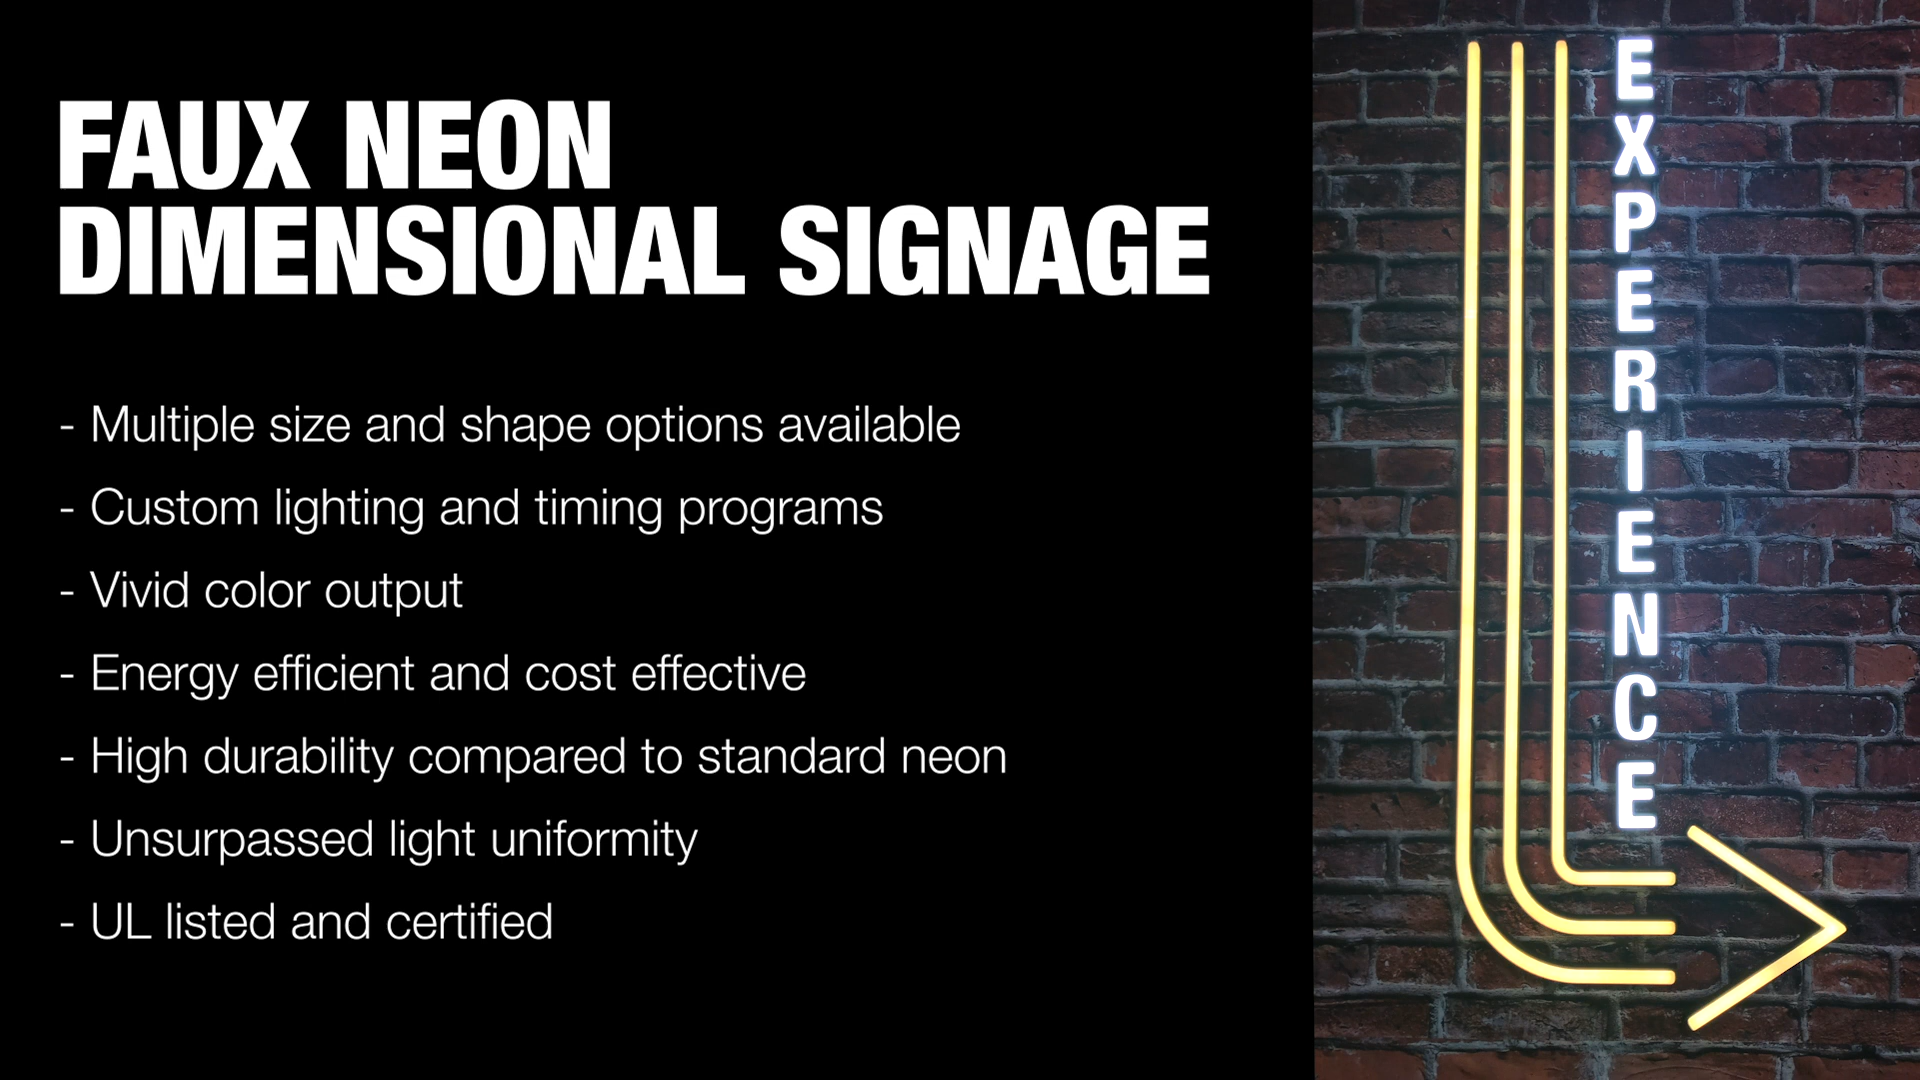 FAUX NEON
DIMENSIONAL SIGNAGE
- Multiple size and shape options available
- Custom lighting and timing programs
- Vivid color output
- Energy efficient and cost effective
- High durability compared to standard neon
- Unsurpassed light uniformity
- UL listed and certified
EXPERIENCE